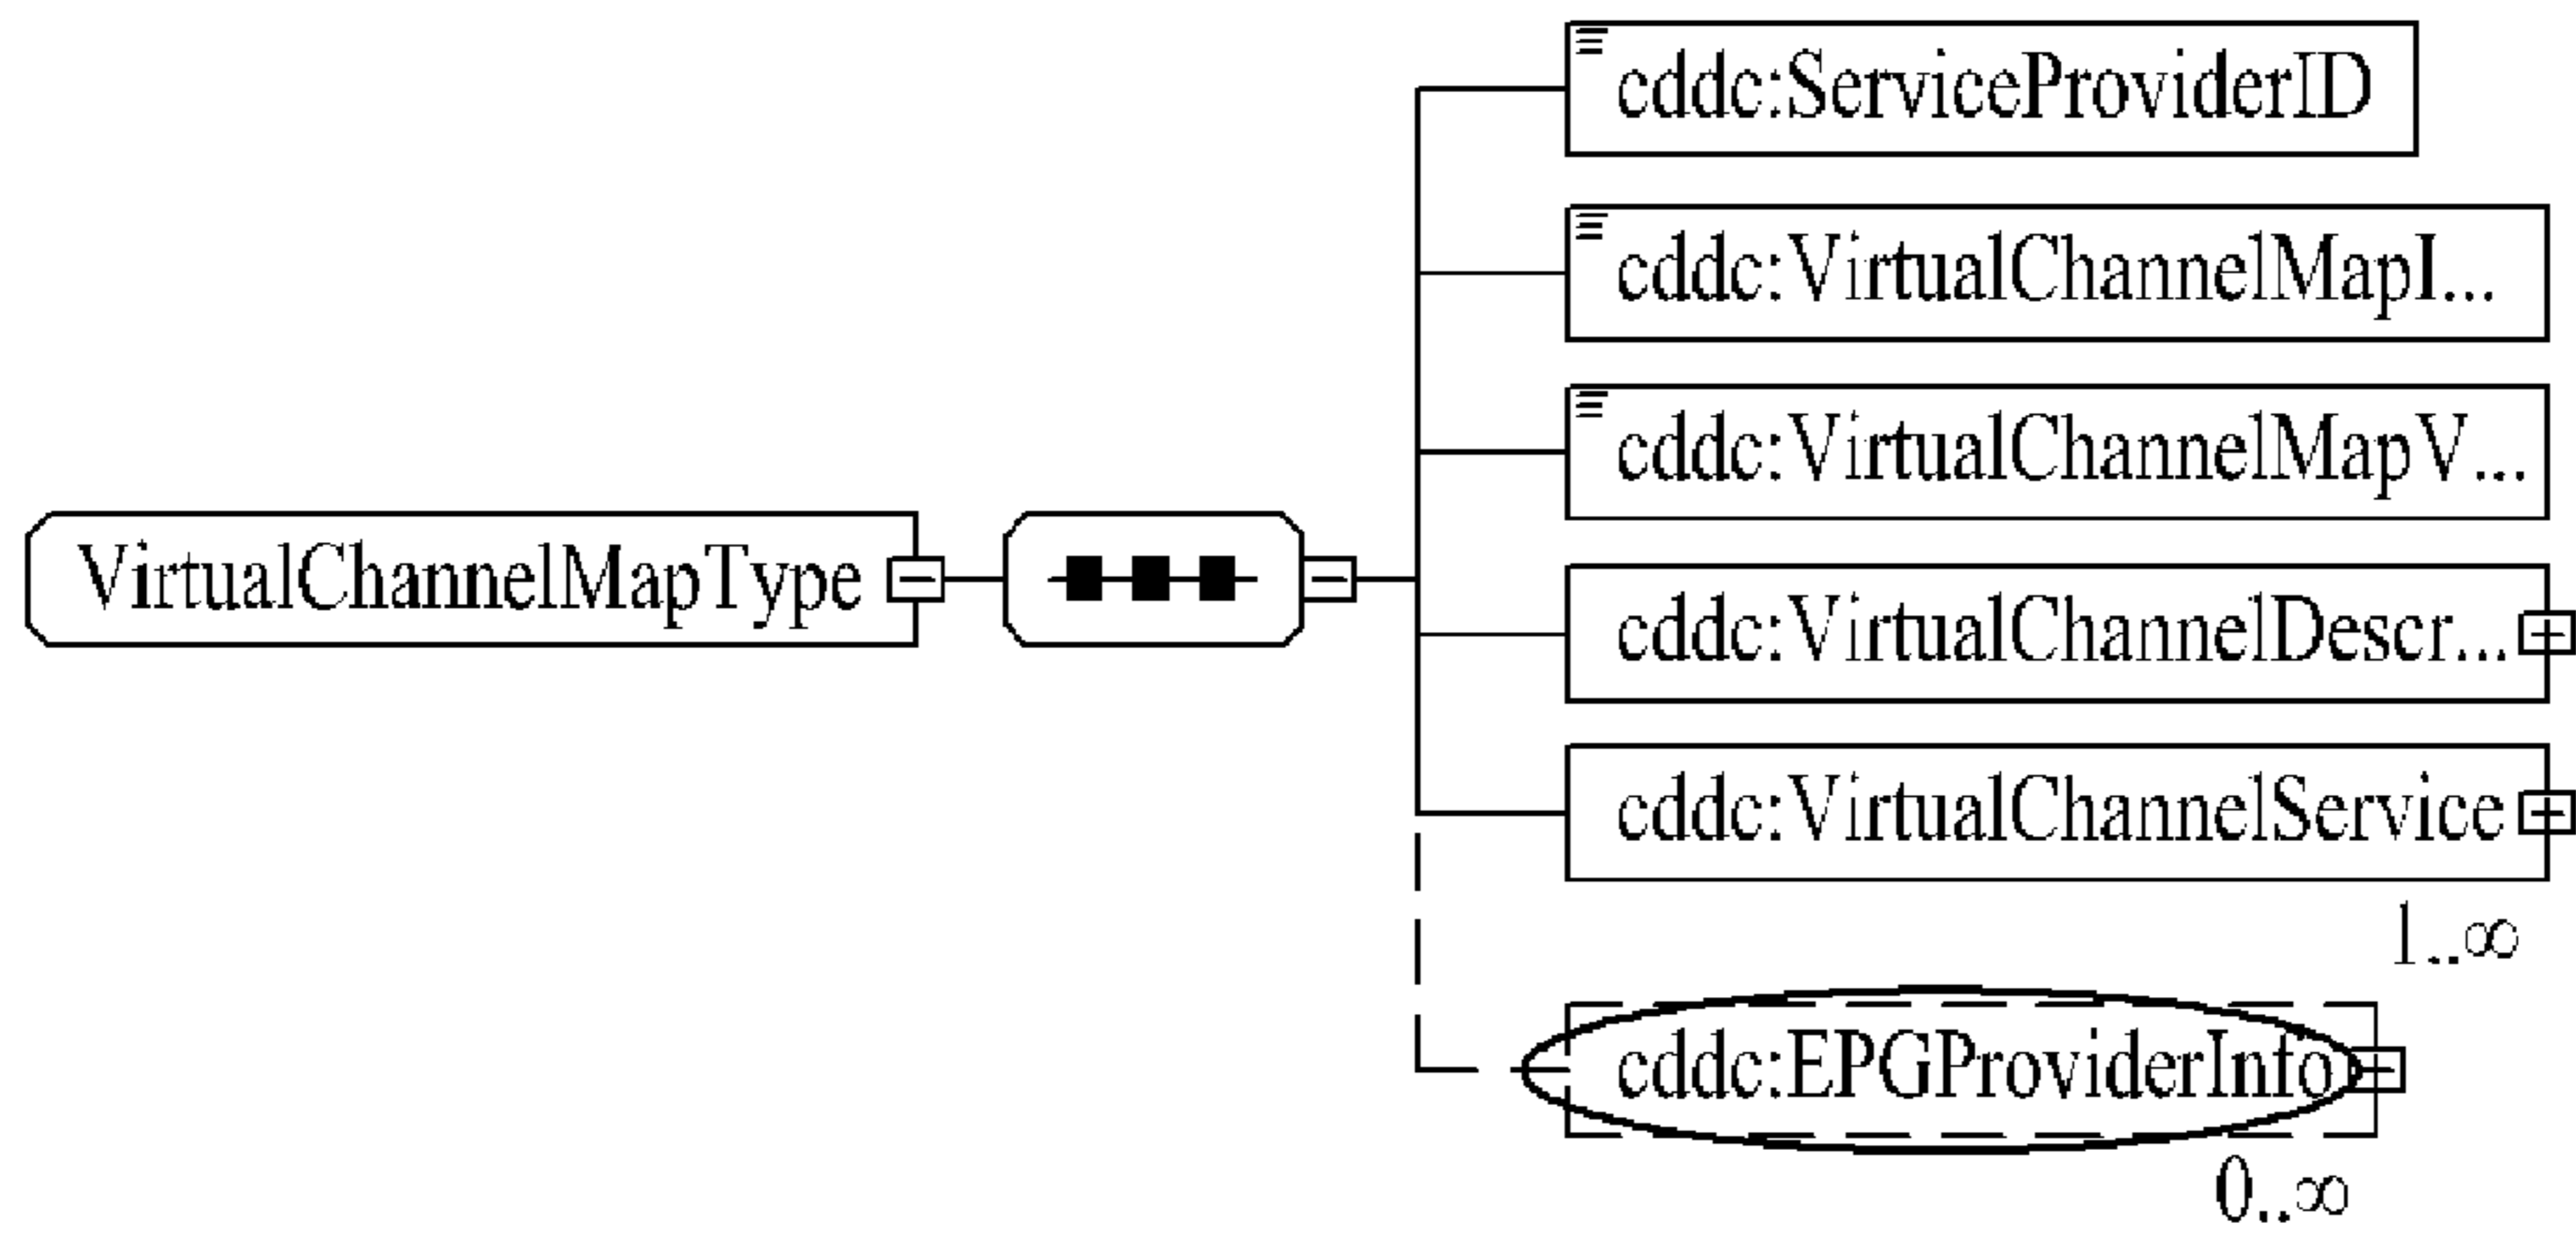 cddc:ServiceProviderID
cddc:VirtualChannelMapI...
cddc:VirtualChannelMapV...
VirtualChannelMapType
cddc:VirtualChannelDescr...
cddc:VirtualChannelService
1..∞
cddc:EPGProviderInfo
0..∞